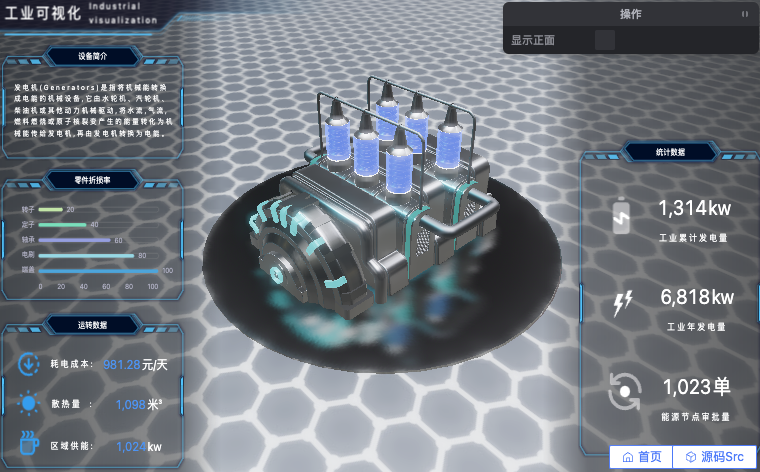 工业可视化 Industrial
visualization
操作
显示正面
设备简介
发电机(Generators)是指将机械能转换
成电能的机械设备,它由水轮机、汽轮机、
柴油机或其他动力机械驱动,将水流,气流,
燃料燃烧或原子核裂变产生的能量转化为机
械能传给发电机,再由发电机转换为电能。
零件折损率
转子 20
定子 40
轴承 60
电刷 80
端盖 100
0 20 40 60 80 100
运转数据
耗电成本: 981.28元/天
散热量 : 1,098米³
区域供能: 1,024kw
统计数据
1,314kw
工业累计发电量
6,818kw
工业年发电量
1,023单
能源节点审批量
首页 源码Src